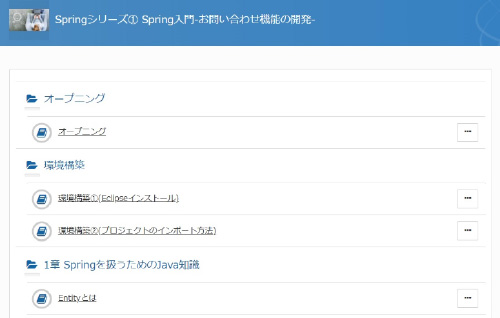 Springシリーズ① Spring入門-お問い合わせ機能の開発-
オープニング
オープニング
環境構築
環境構築①(Eclipseインストール)
環境構築②(プロジェクトのインポート方法)
1章 Springを扱うためのJava知識
Entityとは